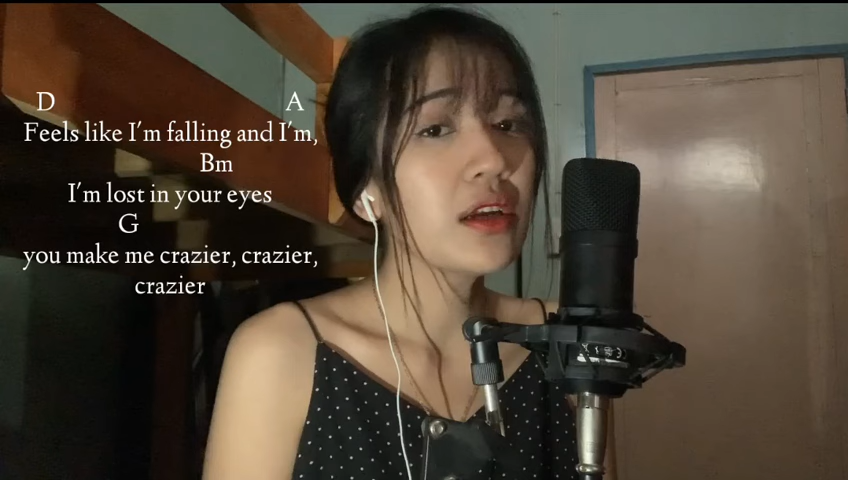 D A
Feels like I'm falling and I'm,
Bm
I'm lost in your eyes
G
you make me crazier, crazier,
crazier